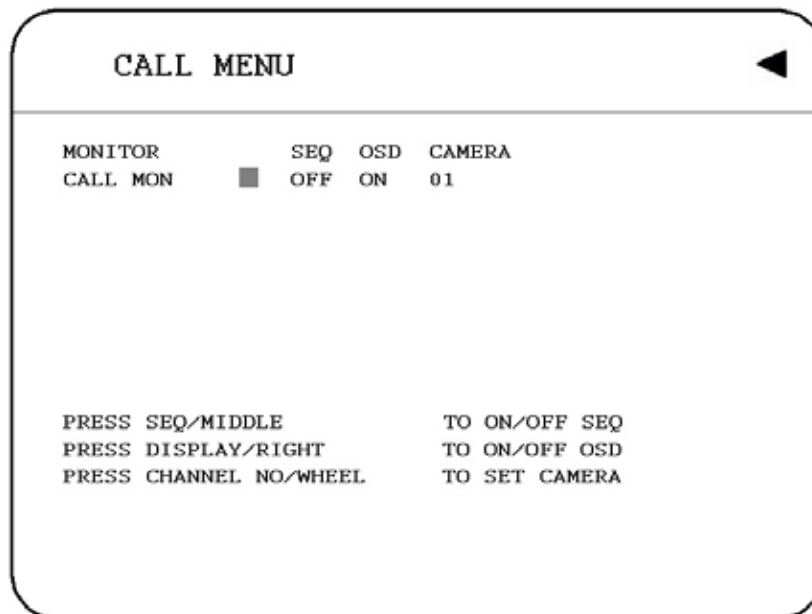 CALL MENU
MONITOR SEQ OSD CAMERA
CALL MON OFF ON 01
PRESS SEQ/MIDDLE TO ON/OFF SEQ
PRESS DISPLAY/RIGHT TO ON/OFF OSD
PRESS CHANNEL NO/WHEEL TO SET CAMERA